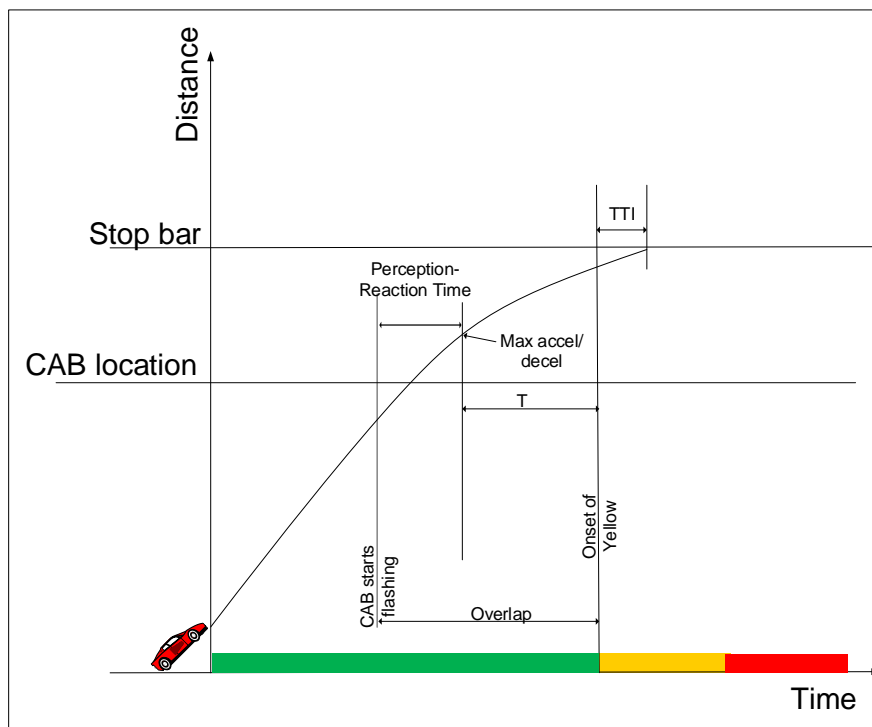 Distance
TTI
Stop bar
Perception-
Reaction Time
Max accel/
decel
CAB location
T
Onset of
Yellow
CAB starts
flashing
Overlap
Time